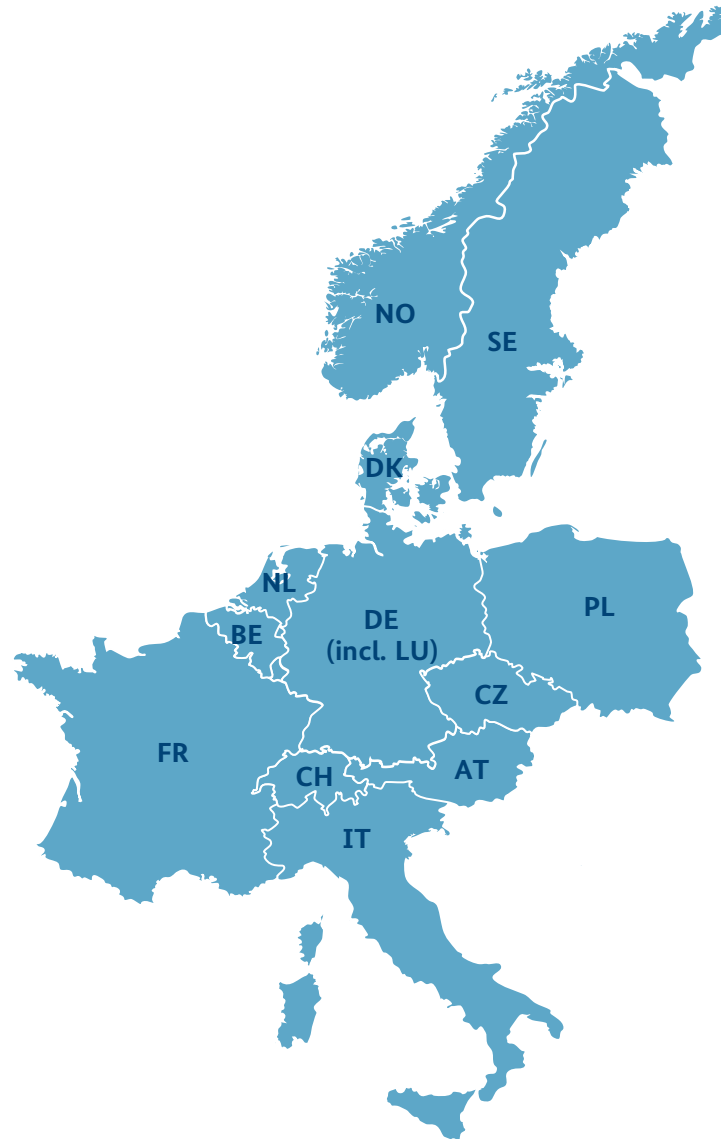 NO
SE
DK
NL
BE
DE
(incl. LU)
PL
CZ
FR
CH
AT
IT